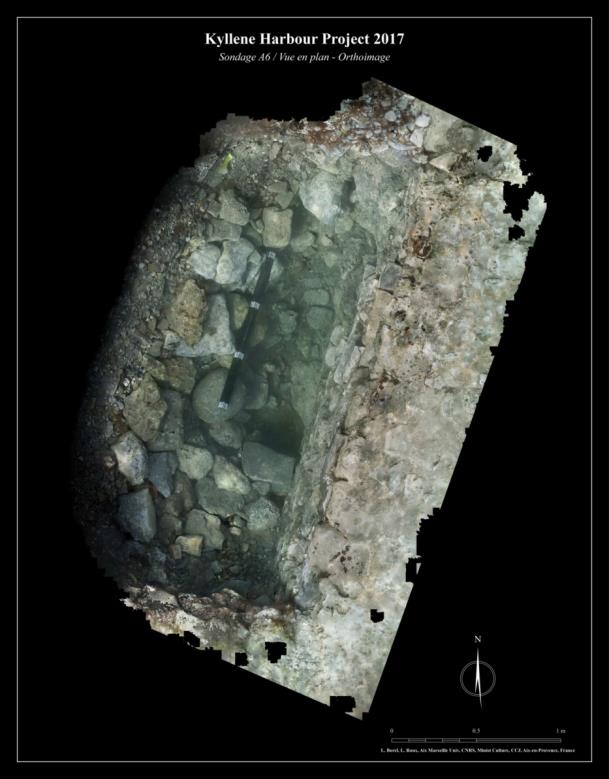 Kyllene Harbour Project 2017
Sondage A6 / Vue en plan - Orthoimage
N
0 0.5 1 m
L. Borel, L. Roux, Aix Marseille Univ, CNRS, Minist Culture, CCJ, Aix-en-Provence, France